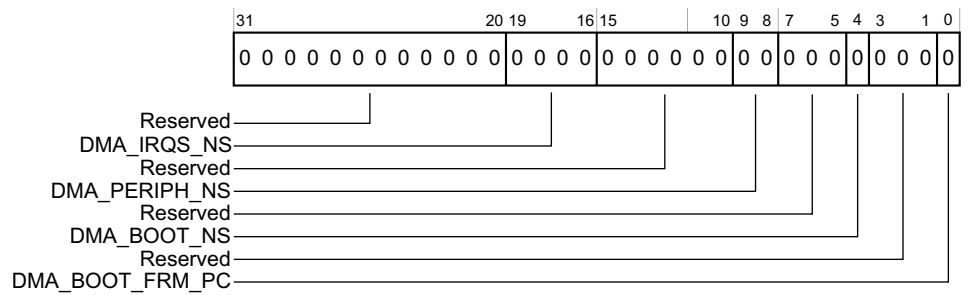 31 20 19 16 15 10 9 8 7 5 4 3 1 0
0 0 0 0 0 0 0 0 0 0 0 0 0 0 0 0 0 0 0 0 0 0 0 0 0 0 0 0 0 0 0 0
Reserved
DMA_IRQS_NS
Reserved
DMA_PERIPH_NS
Reserved
DMA_BOOT_NS
Reserved
DMA_BOOT_FRM_PC